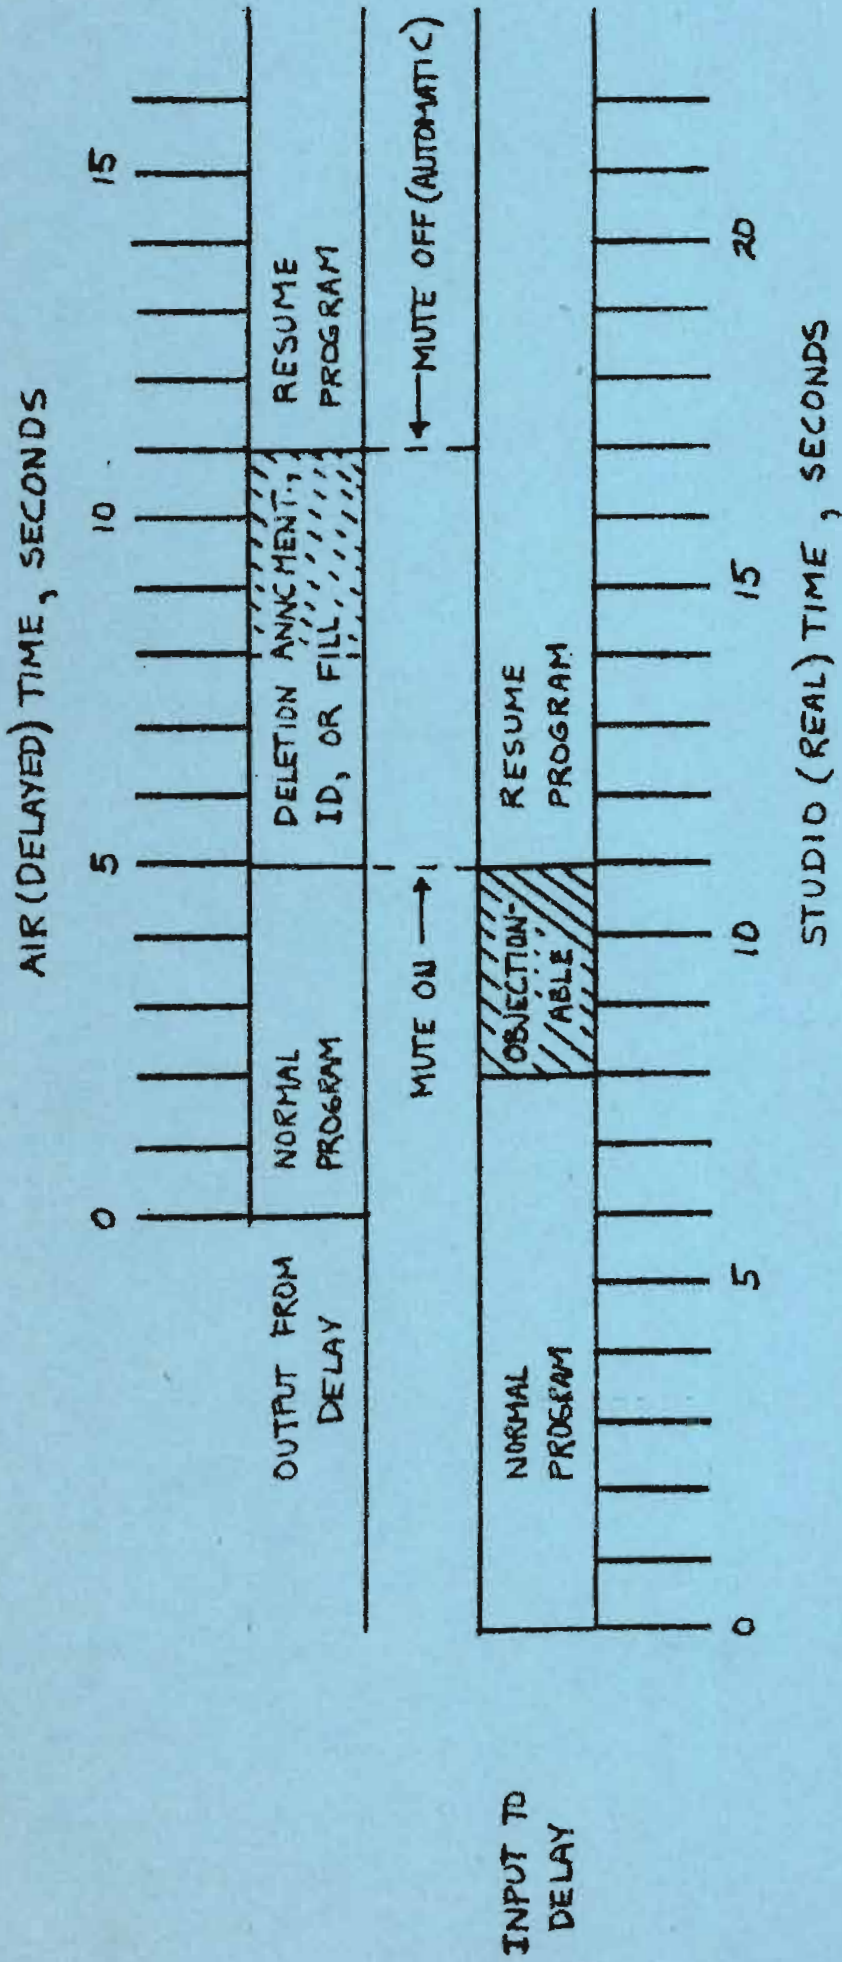 AIR (DELAYED) TIME, SECONDS
0 5 10 15
OUTPUT FROM
DELAY
NORMAL
PROGRAM
DELETION ANNCMENT.,
ID, OR FILL
RESUME
PROGRAM
MUTE ON
MUTE OFF (AUTOMATIC)
INPUT TO
DELAY
NORMAL
PROGRAM
OBJECTION-
ABLE
RESUME
PROGRAM
0 5 10 15 20
STUDIO (REAL) TIME, SECONDS